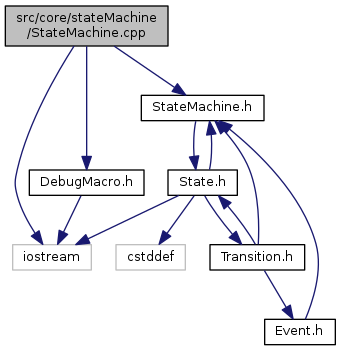 src/core/stateMachine
/StateMachine.cpp
StateMachine.h
DebugMacro.h
State.h
iostream
cstddef
Transition.h
Event.h